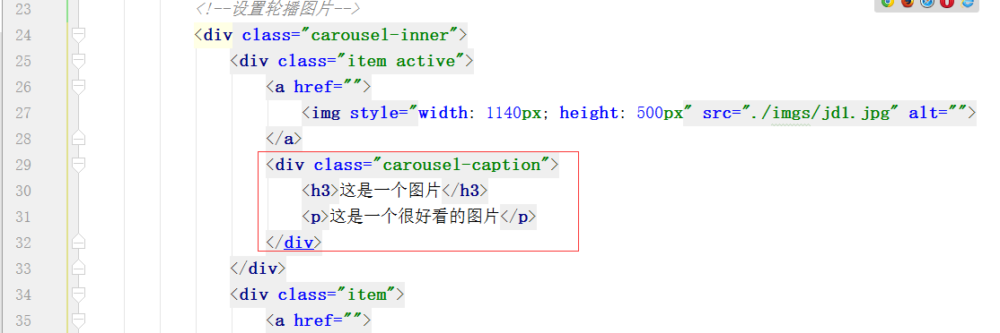 23 <!--设置轮播图片-->
24 <div class="carousel-inner">
25 <div class="item active">
26 <a href="">
27 <img style="width: 1140px; height: 500px" src="./imgs/jd1.jpg" alt="">
28 </a>
29 <div class="carousel-caption">
30 <h3>这是一个图片</h3>
31 <p>这是一个很好看的图片</p>
32 </div>
33 </div>
34 <div class="item">
35 <a href="">